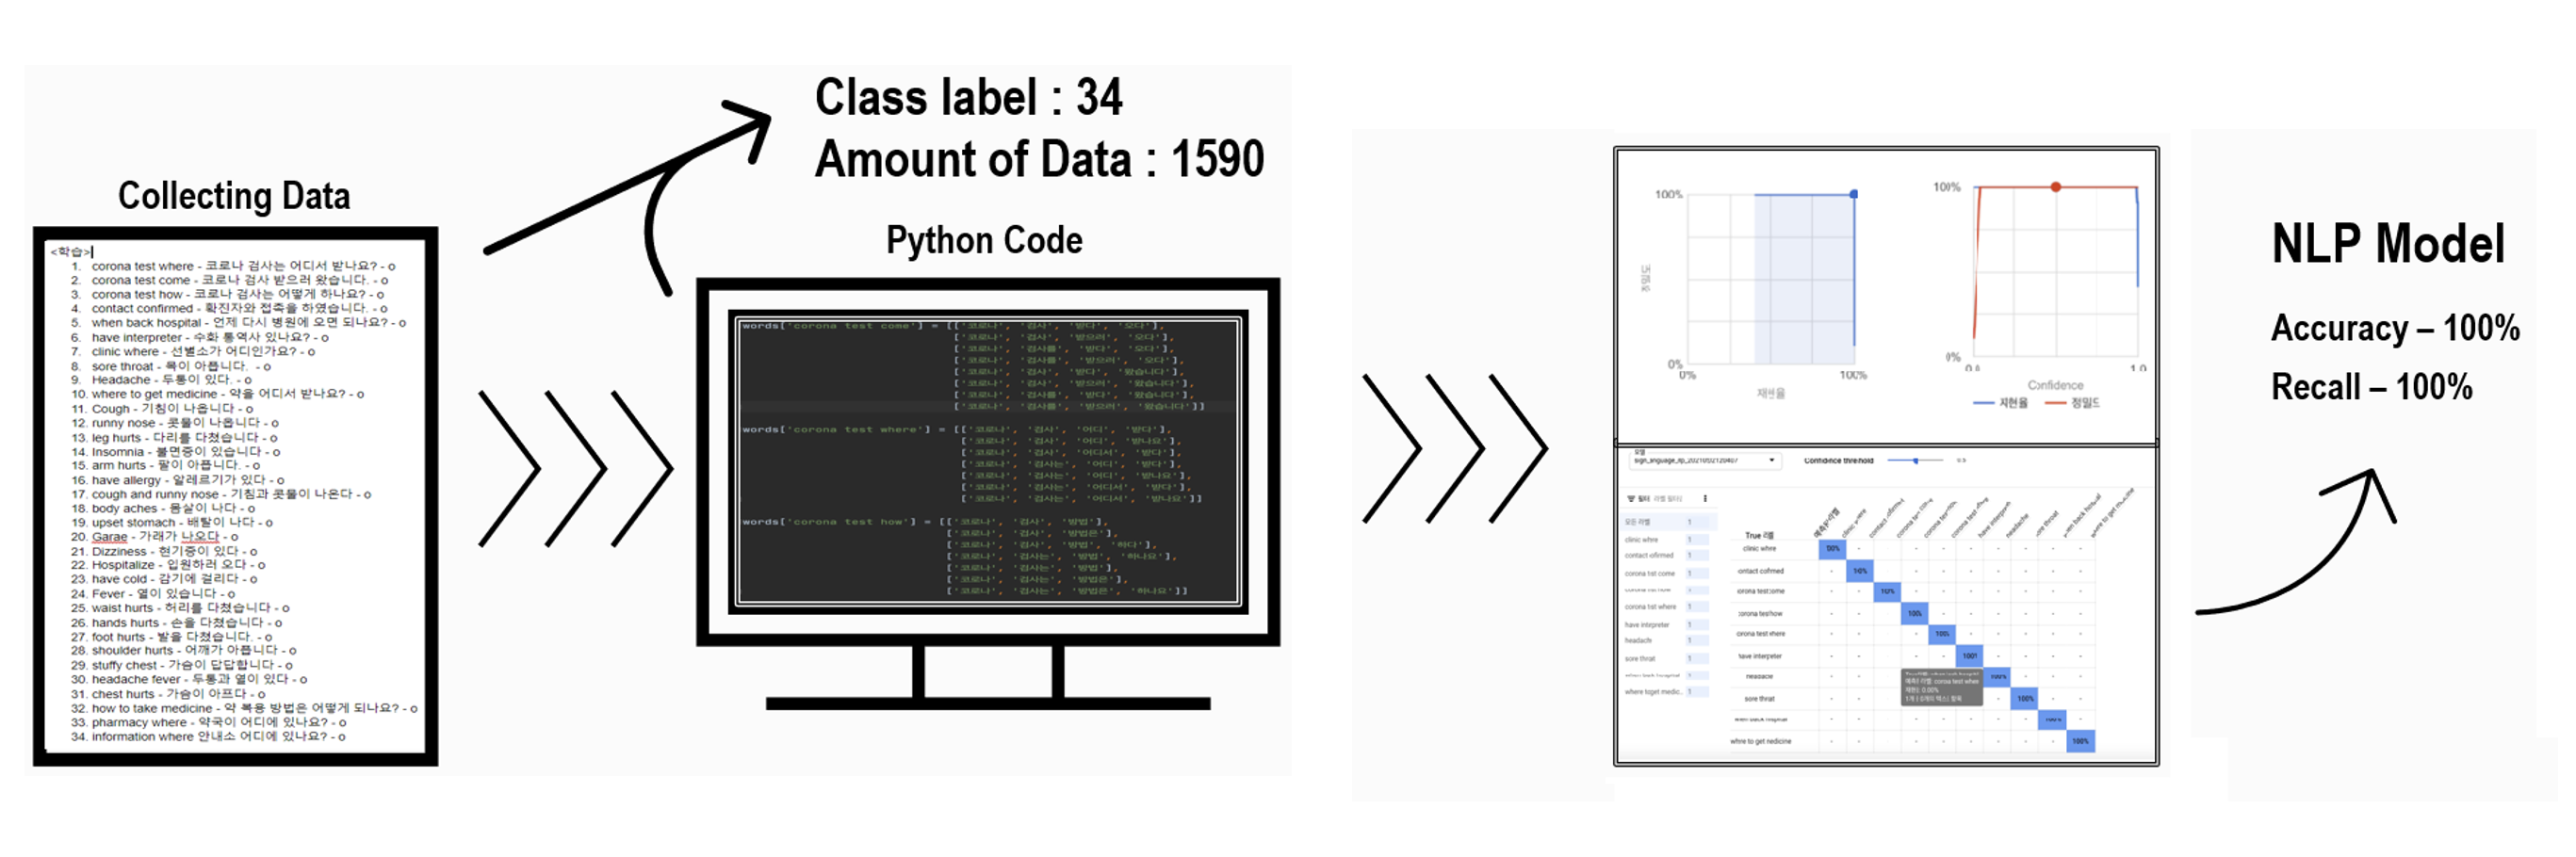 Collecting Data
<학습>
1. corona test where - 코로나 검사는 어디서 받나요? - o
2. corona test come - 코로나 검사 받으러 왔습니다. - o
3. corona test how - 코로나 검사는 어떻게 하나요? - o
4. contact confirmed - 확진자와 접촉을 하였습니다. - o
5. when back hospital - 언제 다시 병원에 오면 되나요? - o
6. have interpreter - 수화 통역사 있나요? - o
7. clinic where - 선별소가 어디인가요? - o
8. sore throat - 목이 아픕니다. - o
9. Headache - 두통이 있다. - o
10. where to get medicine - 약을 어디서 받나요? - o
11. Cough - 기침이 나옵니다 - o
12. runny nose - 콧물이 나옵니다 - o
13. leg hurts - 다리를 다쳤습니다 - o
14. Insomnia - 불면증이 있습니다 - o
15. arm hurts - 팔이 아픕니다. - o
16. have allergy - 알레르기가 있다 - o
17. cough and runny nose - 기침과 콧물이 나온다 - o
18. body aches - 몸살이 나다 - o
19. upset stomach - 배탈이 나다 - o
20. Garae - 가래가 나오다 - o
21. Dizziness - 현기증이 있다 - o
22. Hospitalize - 입원하러 오다 - o
23. have cold - 감기에 걸리다 - o
24. Fever - 열이 있습니다 - o
25. waist hurts - 허리를 다쳤습니다 - o
26. hands hurts - 손을 다쳤습니다 - o
27. foot hurts - 발을 다쳤습니다. - o
28. shoulder hurts - 어깨가 아픕니다 - o
29. stuffy chest - 가슴이 답답합니다 - o
30. headache fever - 두통과 열이 있다 - o
31. chest hurts - 가슴이 아프다 - o
32. how to take medicine - 약 복용 방법은 어떻게 되나요? - o
33. pharmacy where - 약국이 어디에 있나요? - o
34. information where 안내소 어디에 있나요? - o
Class label : 34
Amount of Data : 1590
Python Code
words['corona test come'] = [['코로나', '검사', '받다', '오다'],
['코로나', '검사', '받으러', '오다'],
['코로나', '검사를', '받다', '오다'],
['코로나', '검사를', '받으러', '오다'],
['코로나', '검사', '받다', '왔습니다'],
['코로나', '검사', '받으러', '왔습니다'],
['코로나', '검사를', '받다', '왔습니다'],
['코로나', '검사를', '받으러', '왔습니다']]
words['corona test where'] = [['코로나', '검사', '어디', '받다'],
['코로나', '검사', '어디', '받나요'],
['코로나', '검사', '어디서', '받다'],
['코로나', '검사는', '어디', '받다'],
['코로나', '검사는', '어디', '받나요'],
['코로나', '검사는', '어디서', '받다'],
['코로나', '검사는', '어디서', '받나요']]
words['corona test how'] = [['코로나', '검사', '방법'],
['코로나', '검사', '방법은'],
['코로나', '검사', '방법', '하다'],
['코로나', '검사는', '방법', '하나요'],
['코로나', '검사는', '방법'],
['코로나', '검사는', '방법은'],
['코로나', '검사는', '방법은', '하나요']]
100%
정밀도
0%
0%
100%
재현율
100%
0%
0.0
1.0
Confidence
재현율 정밀도
모델
Confidence threshold 0.5
필터
모든 라벨 1
contact cofirmed 1
have interpreter 1
sore throat 1
True 라벨
have interpeter
headache
sore throat
100%
NLP Model
Accuracy – 100%
Recall – 100%